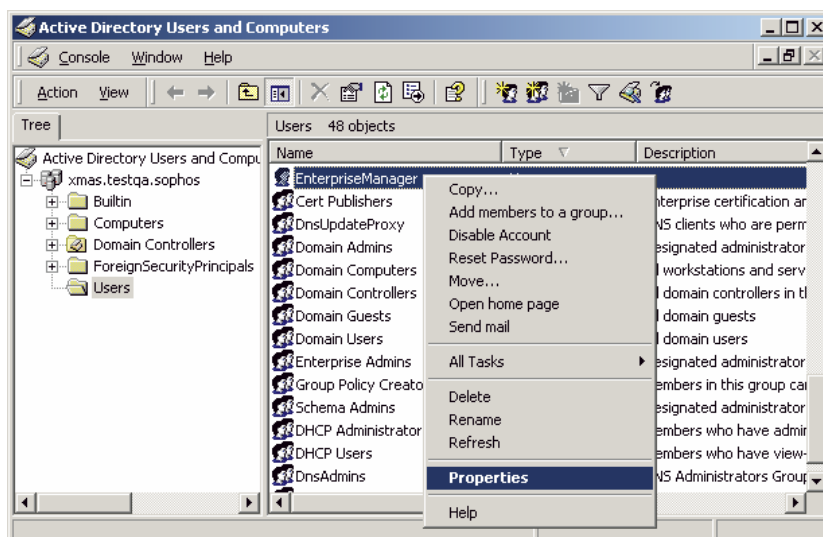 Active Directory Users and Computers
Console Window Help
Action View
Tree
Users 48 objects
Name Type Description
Active Directory Users and Compu
xmas.testqa.sophos
Builtin
Computers
Domain Controllers
ForeignSecurityPrincipals
Users
EnterpriseManager
Cert Publishers nterprise certification ar
DnsUpdateProxy NS clients who are perm
Domain Admins esignated administrator
Domain Computers l workstations and serv
Domain Controllers l domain controllers in tl
Domain Guests l domain guests
Domain Users l domain users
Enterprise Admins esignated administrator
Group Policy Creato embers in this group car
Schema Admins esignated administrator
DHCP Administrator embers who have admir
DHCP Users embers who have view-
DnsAdmins NS Administrators Group
Copy...
Add members to a group...
Disable Account
Reset Password...
Move...
Open home page
Send mail
All Tasks
Delete
Rename
Refresh
Properties
Help